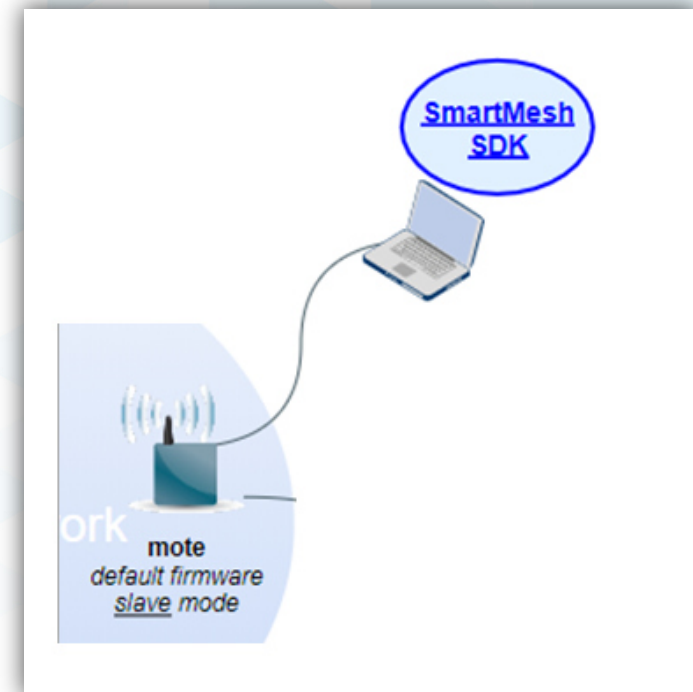 SmartMesh
SDK
ork
mote
default firmware
slave mode